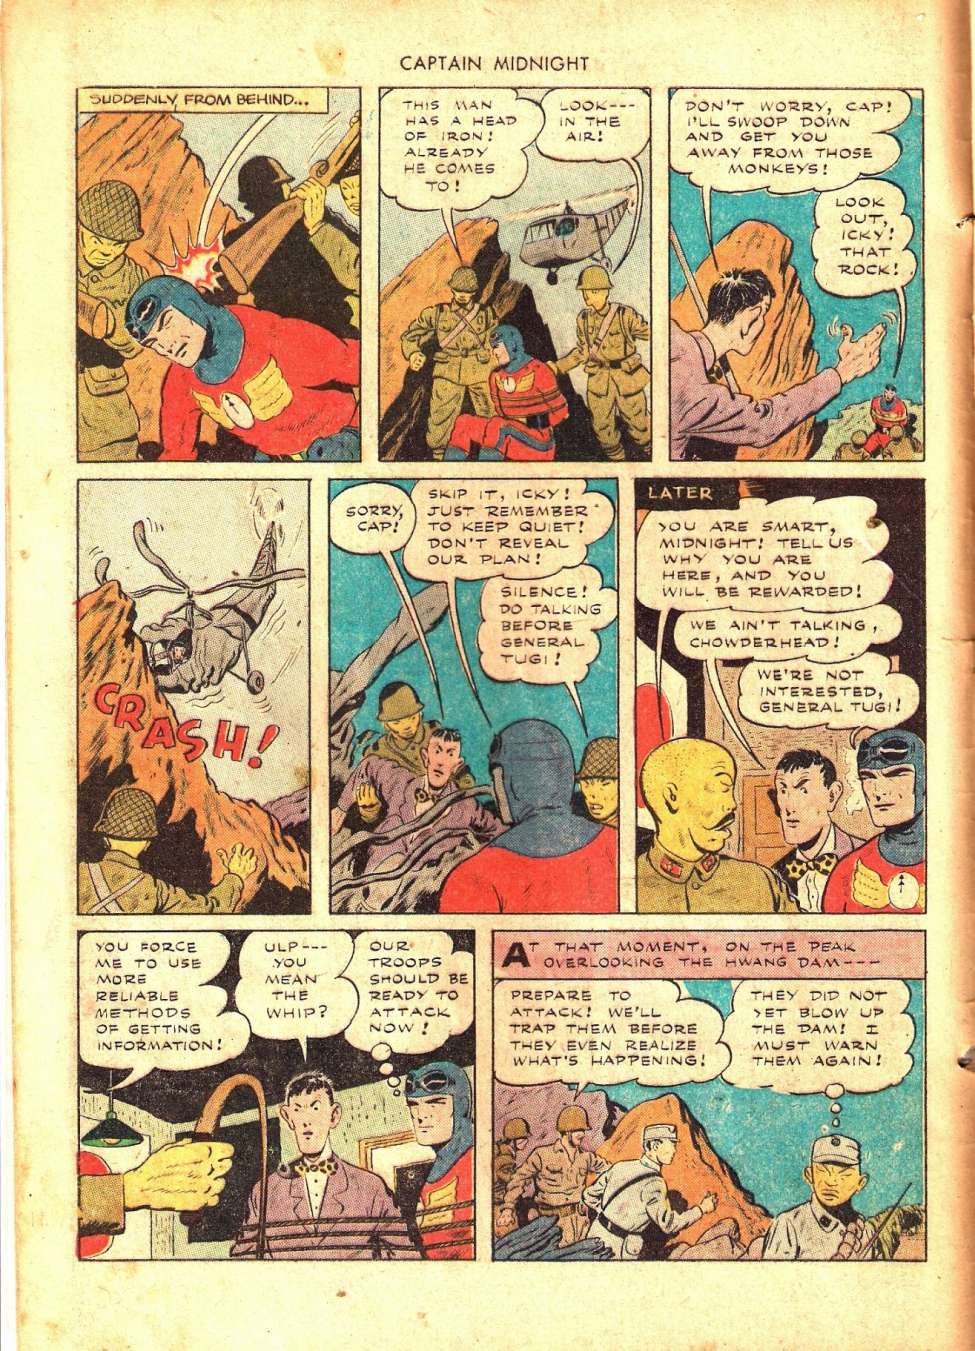 CAPTAIN MIDNIGHT
SUDDENLY FROM BEHIND...
THIS MAN
HAS A HEAD
OF IRON!
ALREADY
HE COMES
TO!
LOOK---
IN THE
AIR!
DON'T WORRY, CAP!
I'LL SWOOP DOWN
AND GET YOU
AWAY FROM THOSE
MONKEYS!
LOOK
OUT,
ICKY!
THAT
ROCK!
CRASH!
SORRY,
CAP!
SKIP IT, ICKY!
JUST REMEMBER
TO KEEP QUIET!
DON'T REVEAL
OUR PLAN!
SILENCE!
DO TALKING
BEFORE
GENERAL
TUGI!
LATER
YOU ARE SMART,
MIDNIGHT! TELL US
WHY YOU ARE
HERE, AND YOU
WILL BE REWARDED!
WE AIN'T TALKING,
CHOWDERHEAD!
WE'RE NOT
INTERESTED,
GENERAL TUGI!
YOU FORCE
ME TO USE
MORE
RELIABLE
METHODS
OF GETTING
INFORMATION!
ULP---
YOU
MEAN
THE
WHIP?
OUR
TROOPS
SHOULD BE
READY TO
ATTACK
NOW!
AT THAT MOMENT, ON THE PEAK
OVERLOOKING THE HWANG DAM---
PREPARE TO
ATTACK! WE'LL
TRAP THEM BEFORE
THEY EVEN REALIZE
WHAT'S HAPPENING!
THEY DID NOT
YET BLOW UP
THE DAM! I
MUST WARN
THEM AGAIN!